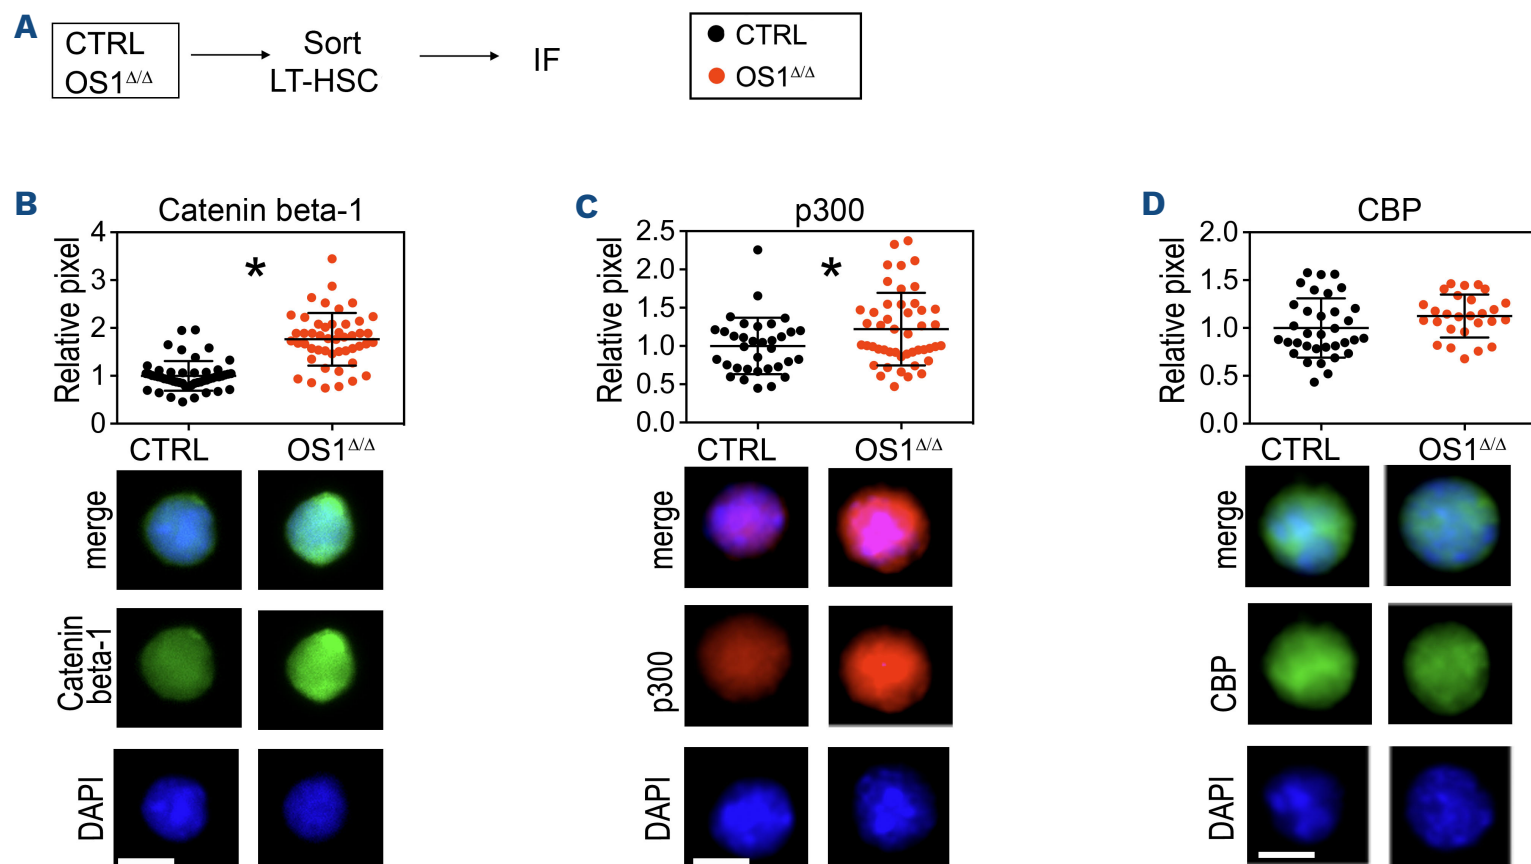 A
CTRL
OS1Δ/Δ
Sort
LT-HSC
IF
CTRL
OS1Δ/Δ
B
Catenin beta-1
Relative pixel
4
3
2
1
0
*
CTRL
OS1Δ/Δ
merge
Catenin
beta-1
DAPI
C
p300
Relative pixel
2.5
2.0
1.5
1.0
0.5
0.0
*
CTRL
OS1Δ/Δ
merge
p300
DAPI
D
CBP
Relative pixel
2.0
1.5
1.0
0.5
0.0
CTRL
OS1Δ/Δ
merge
CBP
DAPI